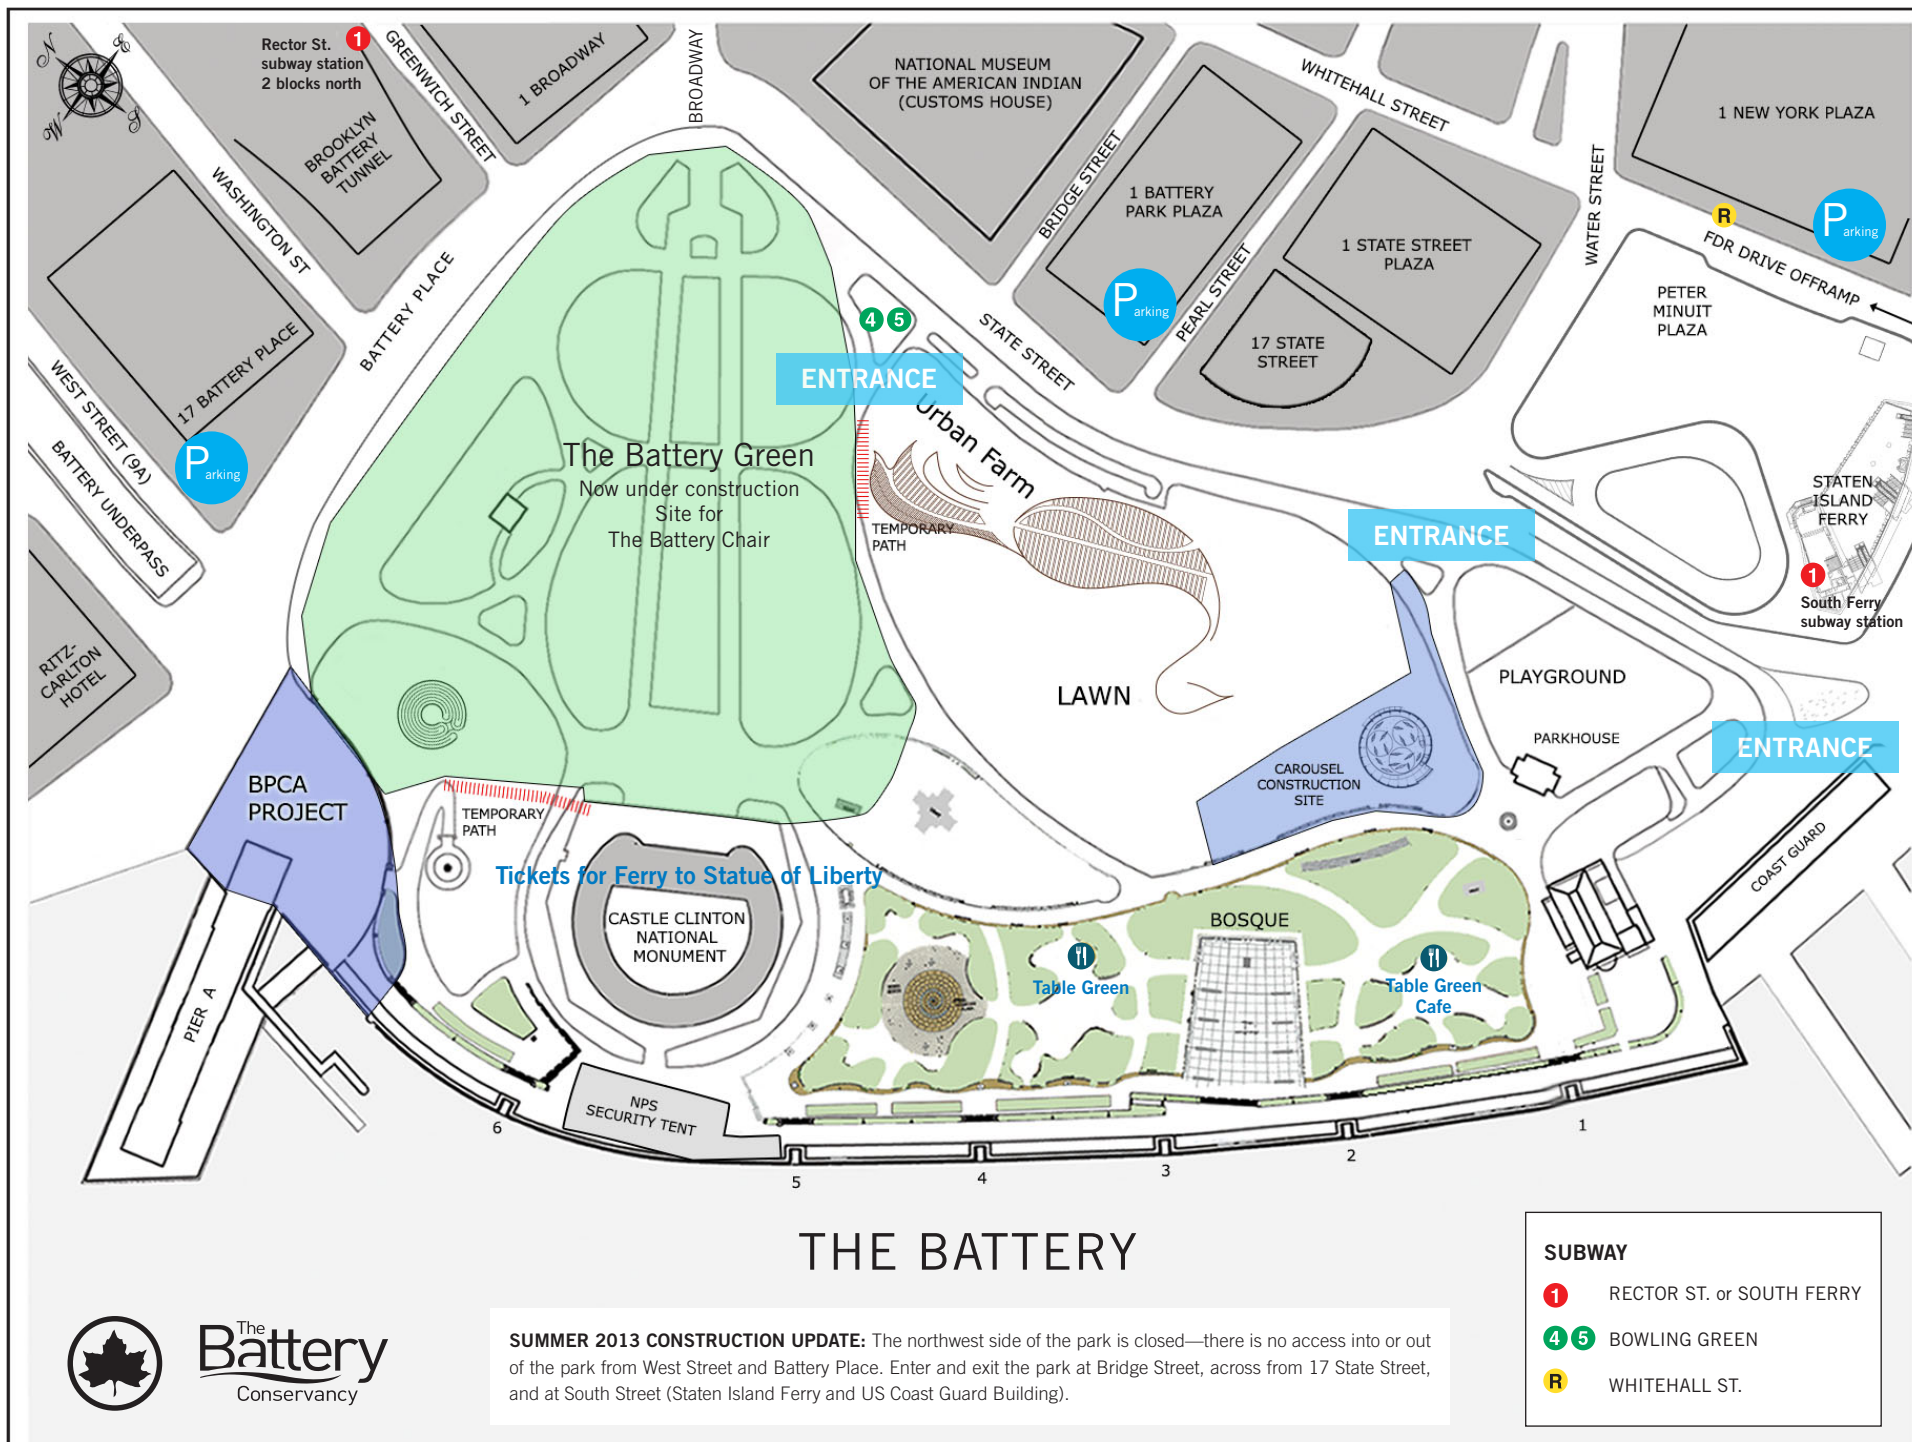 N
E
W
S
Rector St.
subway station
2 blocks north
1
GREENWICH STREET
1 BROADWAY
BROADWAY
NATIONAL MUSEUM
OF THE AMERICAN INDIAN
(CUSTOMS HOUSE)
WHITEHALL STREET
1 NEW YORK PLAZA
BROOKLYN
BATTERY
TUNNEL
WASHINGTON ST
BATTERY PLACE
BRIDGE STREET
1 BATTERY
PARK PLAZA
Parking
PEARL STREET
1 STATE STREET
PLAZA
17 STATE
STREET
WATER STREET
R
Parking
FDR DRIVE OFFRAMP
PETER
MINUIT
PLAZA
17 BATTERY PLACE
WEST STREET (9A)
Parking
BATTERY UNDERPASS
4 5
STATE STREET
ENTRANCE
Urban Farm
The Battery Green
Now under construction
Site for
The Battery Chair
TEMPORARY
PATH
ENTRANCE
STATEN
ISLAND
FERRY
1
South Ferry
subway station
RITZ-
CARLTON
HOTEL
LAWN
PLAYGROUND
PARKHOUSE
ENTRANCE
BPCA
PROJECT
TEMPORARY
PATH
CAROUSEL
CONSTRUCTION
SITE
COAST GUARD
Tickets for Ferry to Statue of Liberty
CASTLE CLINTON
NATIONAL
MONUMENT
BOSQUE
Table Green
Table Green
Cafe
PIER A
NPS
SECURITY TENT
6
5
4
3
2
1
THE BATTERY
The
Battery
Conservancy
SUMMER 2013 CONSTRUCTION UPDATE: The northwest side of the park is closed—there is no access into or out
of the park from West Street and Battery Place. Enter and exit the park at Bridge Street, across from 17 State Street,
and at South Street (Staten Island Ferry and US Coast Guard Building).
SUBWAY
1 RECTOR ST. or SOUTH FERRY
4 5 BOWLING GREEN
R WHITEHALL ST.